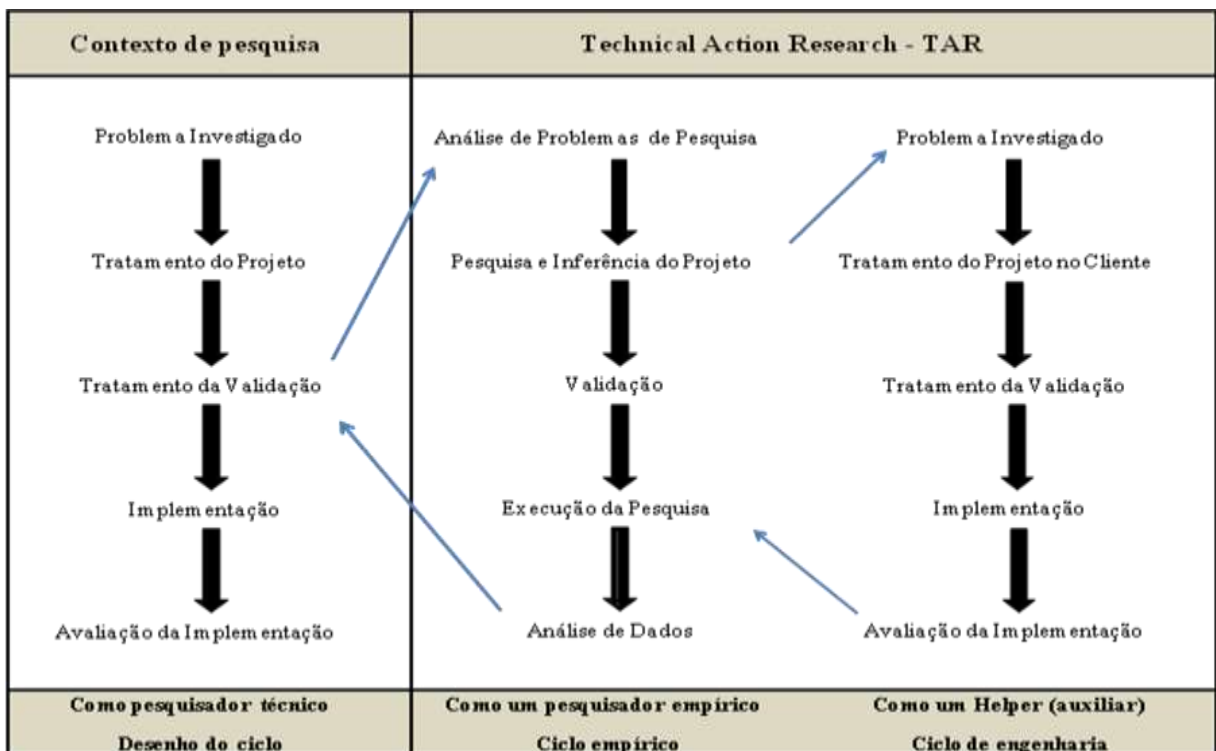 Contexto de pesquisa
Technical Action Research - TAR
Problema Investigado
Tratamento do Projeto
Tratamento da Validação
Implementação
Avaliação da Implementação
Análise de Problemas de Pesquisa
Pesquisa e Inferência do Projeto
Validação
Execução da Pesquisa
Análise de Dados
Problema Investigado
Tratamento do Projeto no Cliente
Tratamento da Validação
Implementação
Avaliação da Implementação
Como pesquisador técnico
Desenho do ciclo
Como um pesquisador empírico
Ciclo empírico
Como um Helper (auxiliar)
Ciclo de engenharia